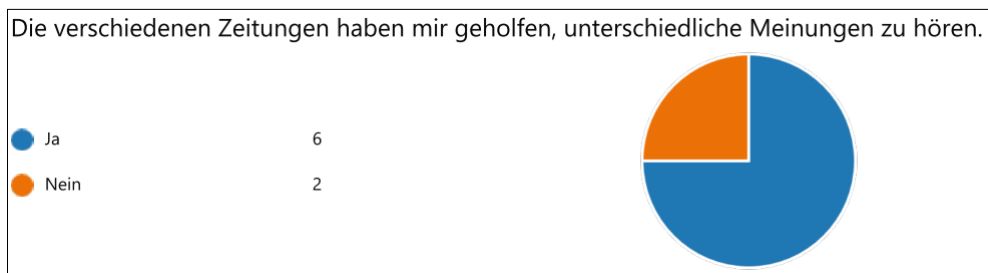 Die verschiedenen Zeitungen haben mir geholfen, unterschiedliche Meinungen zu hören.
Ja 6
Nein 2